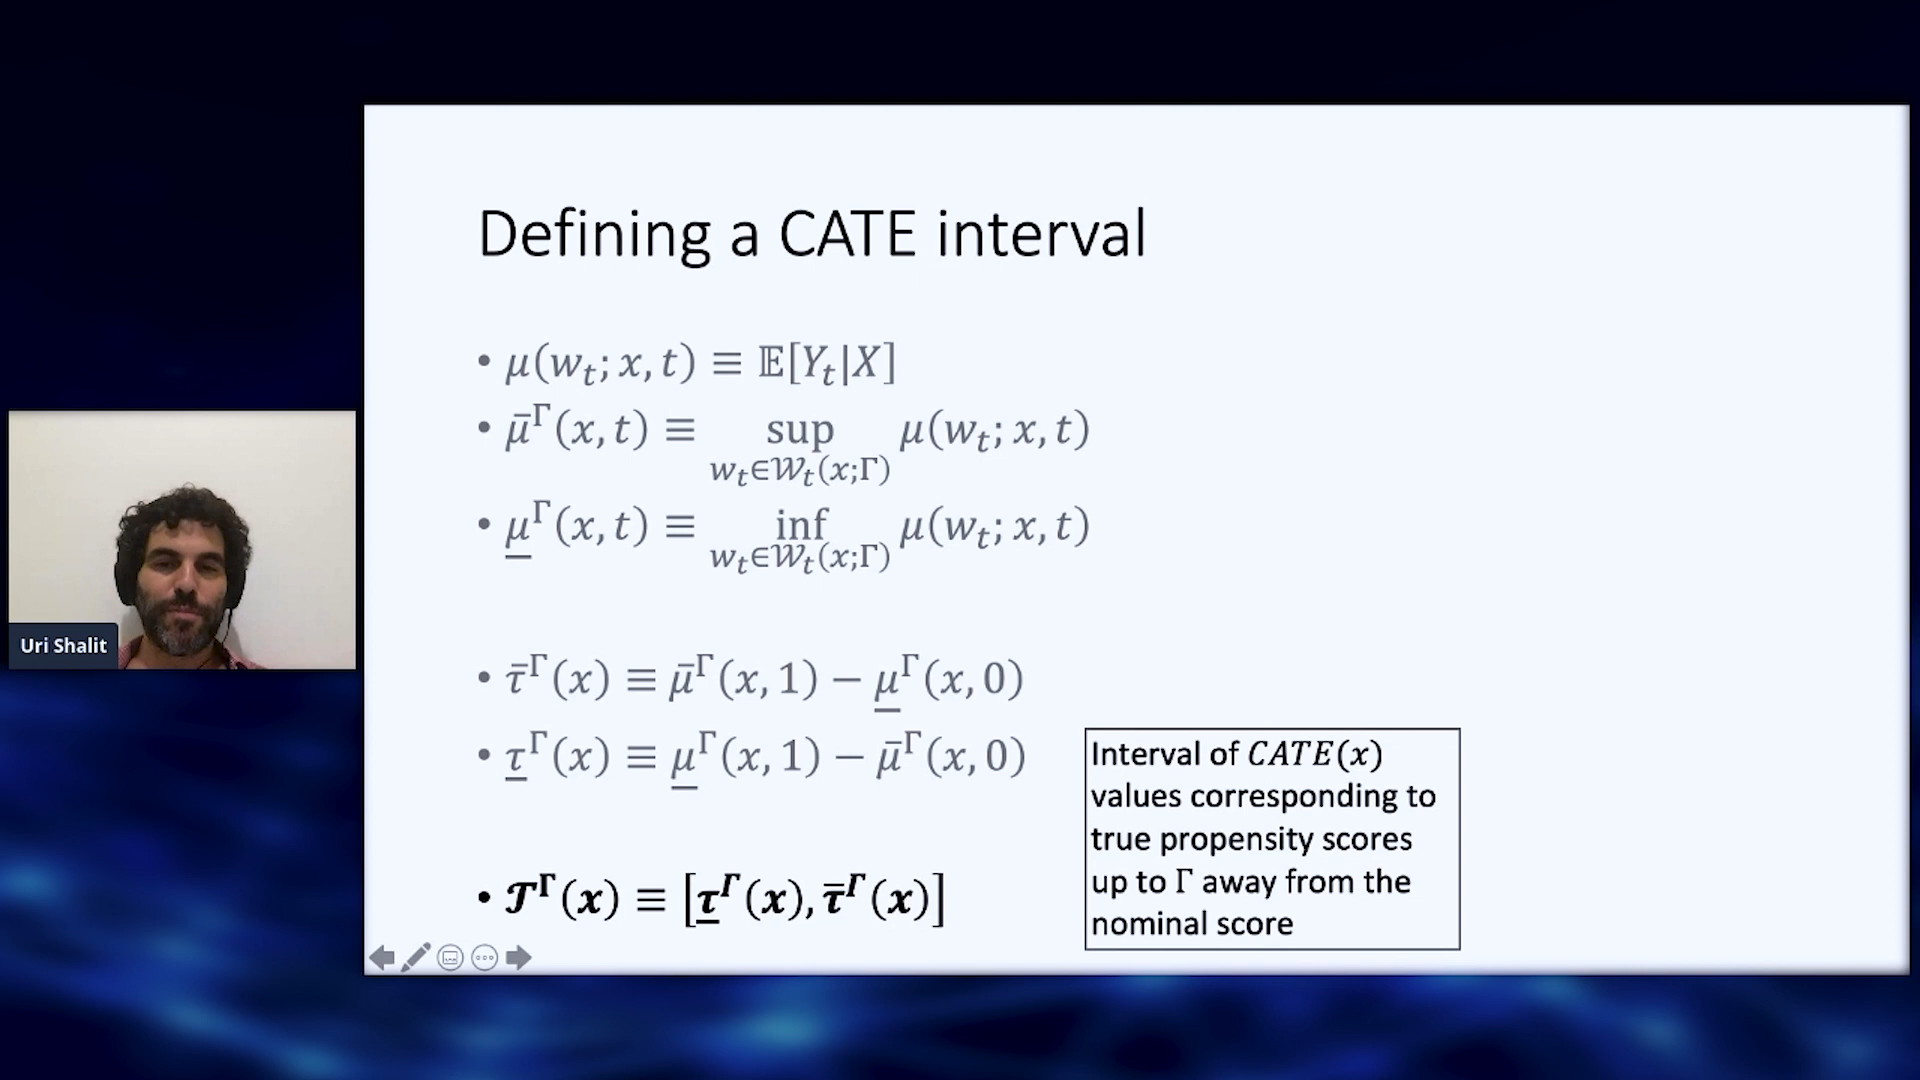 Defining a CATE interval
• μ(w_t; x, t) ≡ 𝔼[Y_t|X]
• μ̄^Γ(x, t) ≡ sup_{w_t∈𝒲_t(x;Γ)} μ(w_t; x, t)
• μ̲^Γ(x, t) ≡ inf_{w_t∈𝒲_t(x;Γ)} μ(w_t; x, t)
• τ̄^Γ(x) ≡ μ̄^Γ(x, 1) − μ̲^Γ(x, 0)
• τ̲^Γ(x) ≡ μ̲^Γ(x, 1) − μ̄^Γ(x, 0)
• 𝒯^Γ(x) ≡ [τ̲^Γ(x), τ̄^Γ(x)]
Interval of CATE(x)
values corresponding to
true propensity scores
up to Γ away from the
nominal score
Uri Shalit